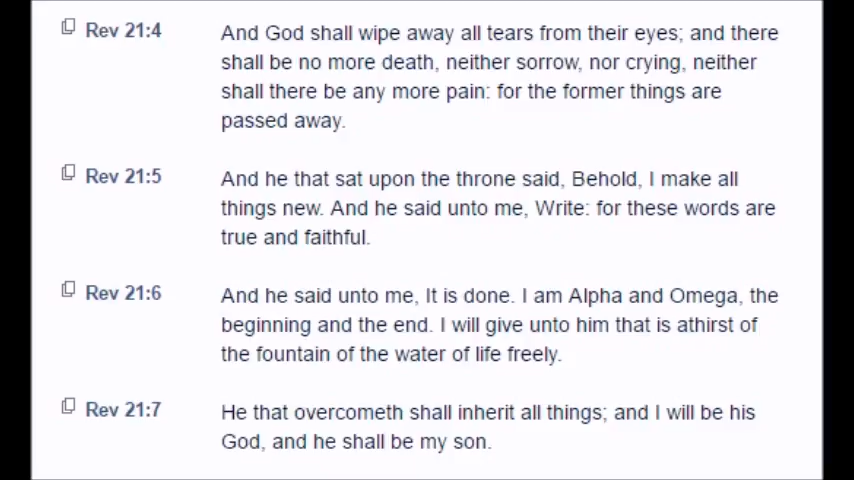 Rev 21:4 And God shall wipe away all tears from their eyes; and there
shall be no more death, neither sorrow, nor crying, neither
shall there be any more pain: for the former things are
passed away.
Rev 21:5 And he that sat upon the throne said, Behold, I make all
things new. And he said unto me, Write: for these words are
true and faithful.
Rev 21:6 And he said unto me, It is done. I am Alpha and Omega, the
beginning and the end. I will give unto him that is athirst of
the fountain of the water of life freely.
Rev 21:7 He that overcometh shall inherit all things; and I will be his
God, and he shall be my son.